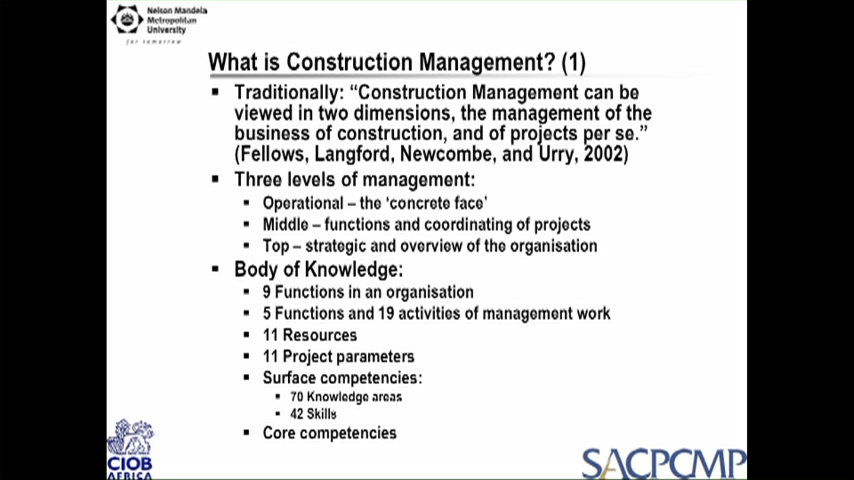 Nelson Mandela
Metropolitan
University
for tomorrow
What is Construction Management? (1)
Traditionally: “Construction Management can be
viewed in two dimensions, the management of the
business of construction, and of projects per se.”
(Fellows, Langford, Newcombe, and Urry, 2002)
Three levels of management:
Operational – the ‘concrete face’
Middle – functions and coordinating of projects
Top – strategic and overview of the organisation
Body of Knowledge:
9 Functions in an organisation
5 Functions and 19 activities of management work
11 Resources
11 Project parameters
Surface competencies:
70 Knowledge areas
42 Skills
Core competencies
CIOB
AFRICA
SACPCMP